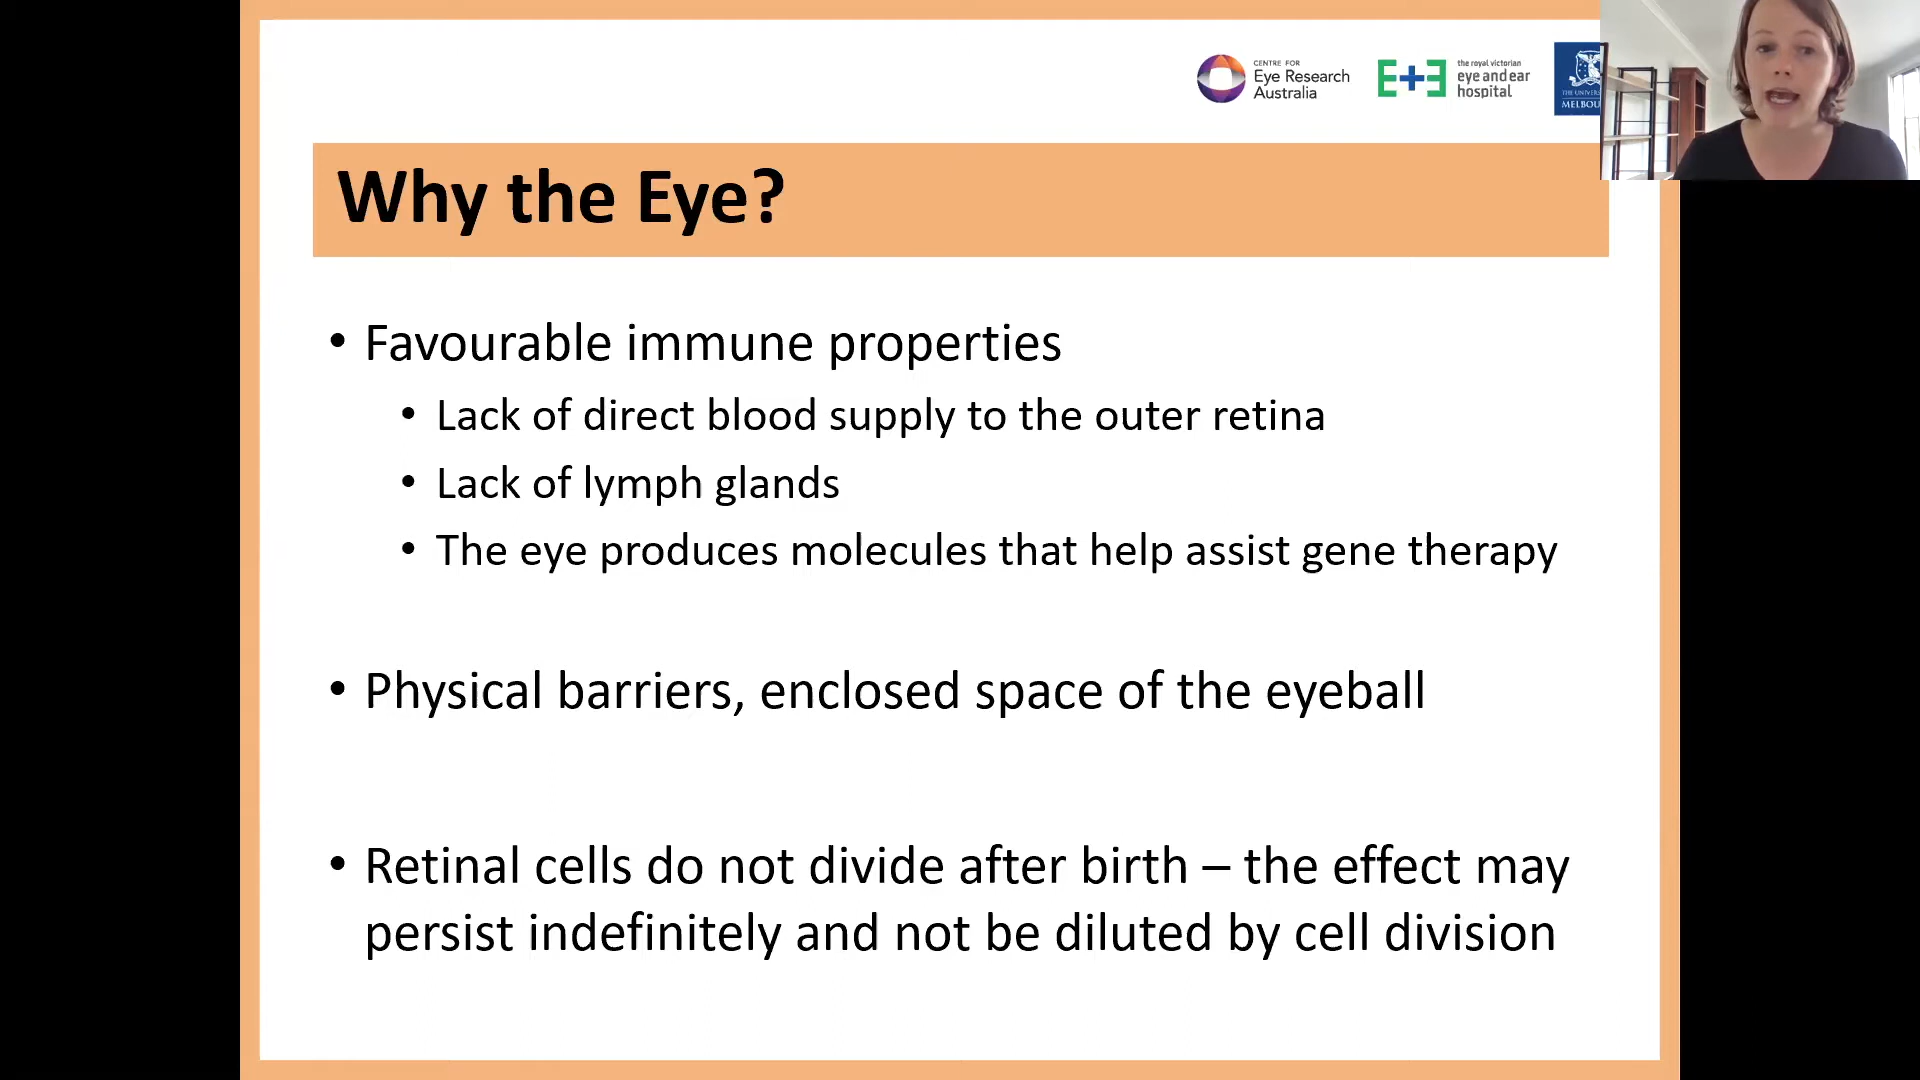 CENTRE FOR
Eye Research
Australia
E+E
the royal victorian
eye and ear
hospital
Why the Eye?
• Favourable immune properties
• Lack of direct blood supply to the outer retina
• Lack of lymph glands
• The eye produces molecules that help assist gene therapy
• Physical barriers, enclosed space of the eyeball
• Retinal cells do not divide after birth – the effect may
persist indefinitely and not be diluted by cell division